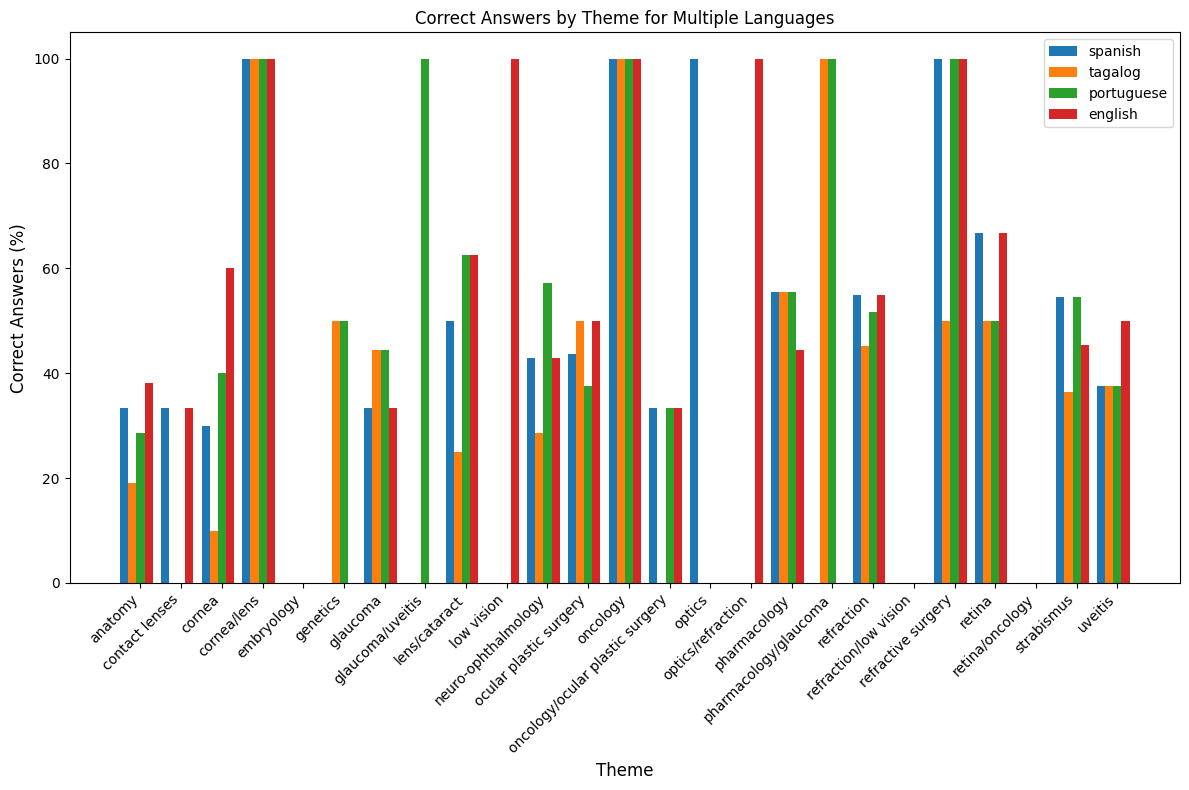 Correct Answers by Theme for Multiple Languages
spanish
tagalog
portuguese
english
Correct Answers (%)
100
80
60
40
20
0
anatomy
contact lenses
cornea
cornea/lens
embryology
genetics
glaucoma
glaucoma/uveitis
lens/cataract
low vision
neuro-ophthalmology
ocular plastic surgery
oncology
oncology/ocular plastic surgery
optics
optics/refraction
pharmacology
pharmacology/glaucoma
refraction
refraction/low vision
refractive surgery
retina
retina/oncology
strabismus
uveitis
Theme